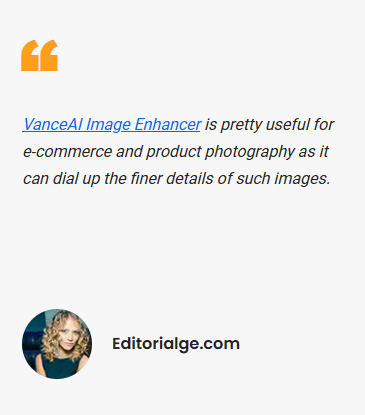 VanceAI Image Enhancer is pretty useful for
e-commerce and product photography as it
can dial up the finer details of such images.
Editorialge.com